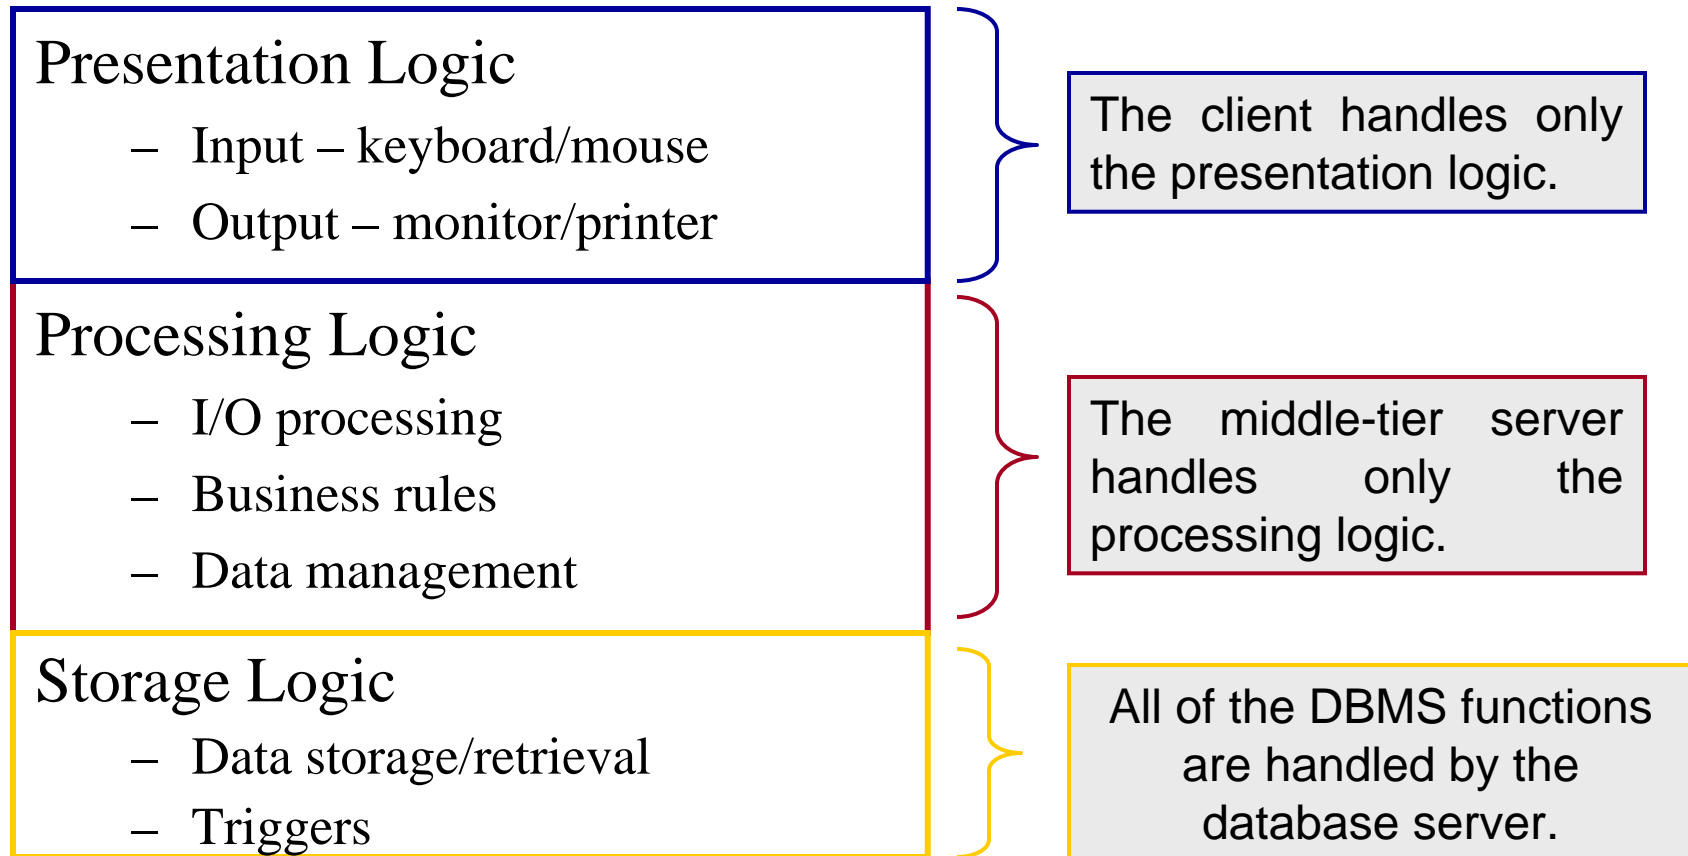 Presentation Logic
– Input – keyboard/mouse
– Output – monitor/printer
The client handles only
the presentation logic.
Processing Logic
– I/O processing
– Business rules
– Data management
The middle-tier server
handles only the
processing logic.
Storage Logic
– Data storage/retrieval
– Triggers
All of the DBMS functions
are handled by the
database server.